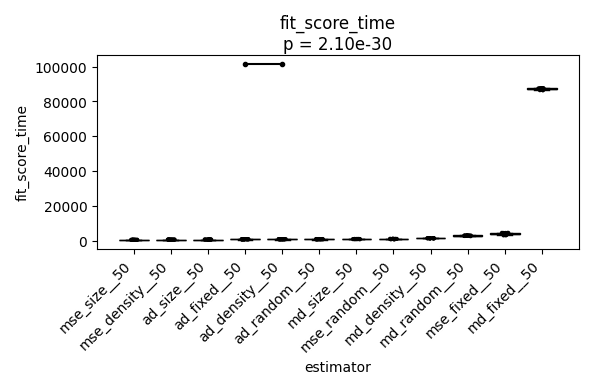 fit_score_time
p = 2.10e-30
100000
80000
60000
40000
20000
0
fit_score_time
mse_size__50
mse_density__50
ad_size__50
ad_fixed__50
ad_density__50
ad_random__50
md_size__50
mse_random__50
md_density__50
md_random__50
mse_fixed__50
md_fixed__50
estimator